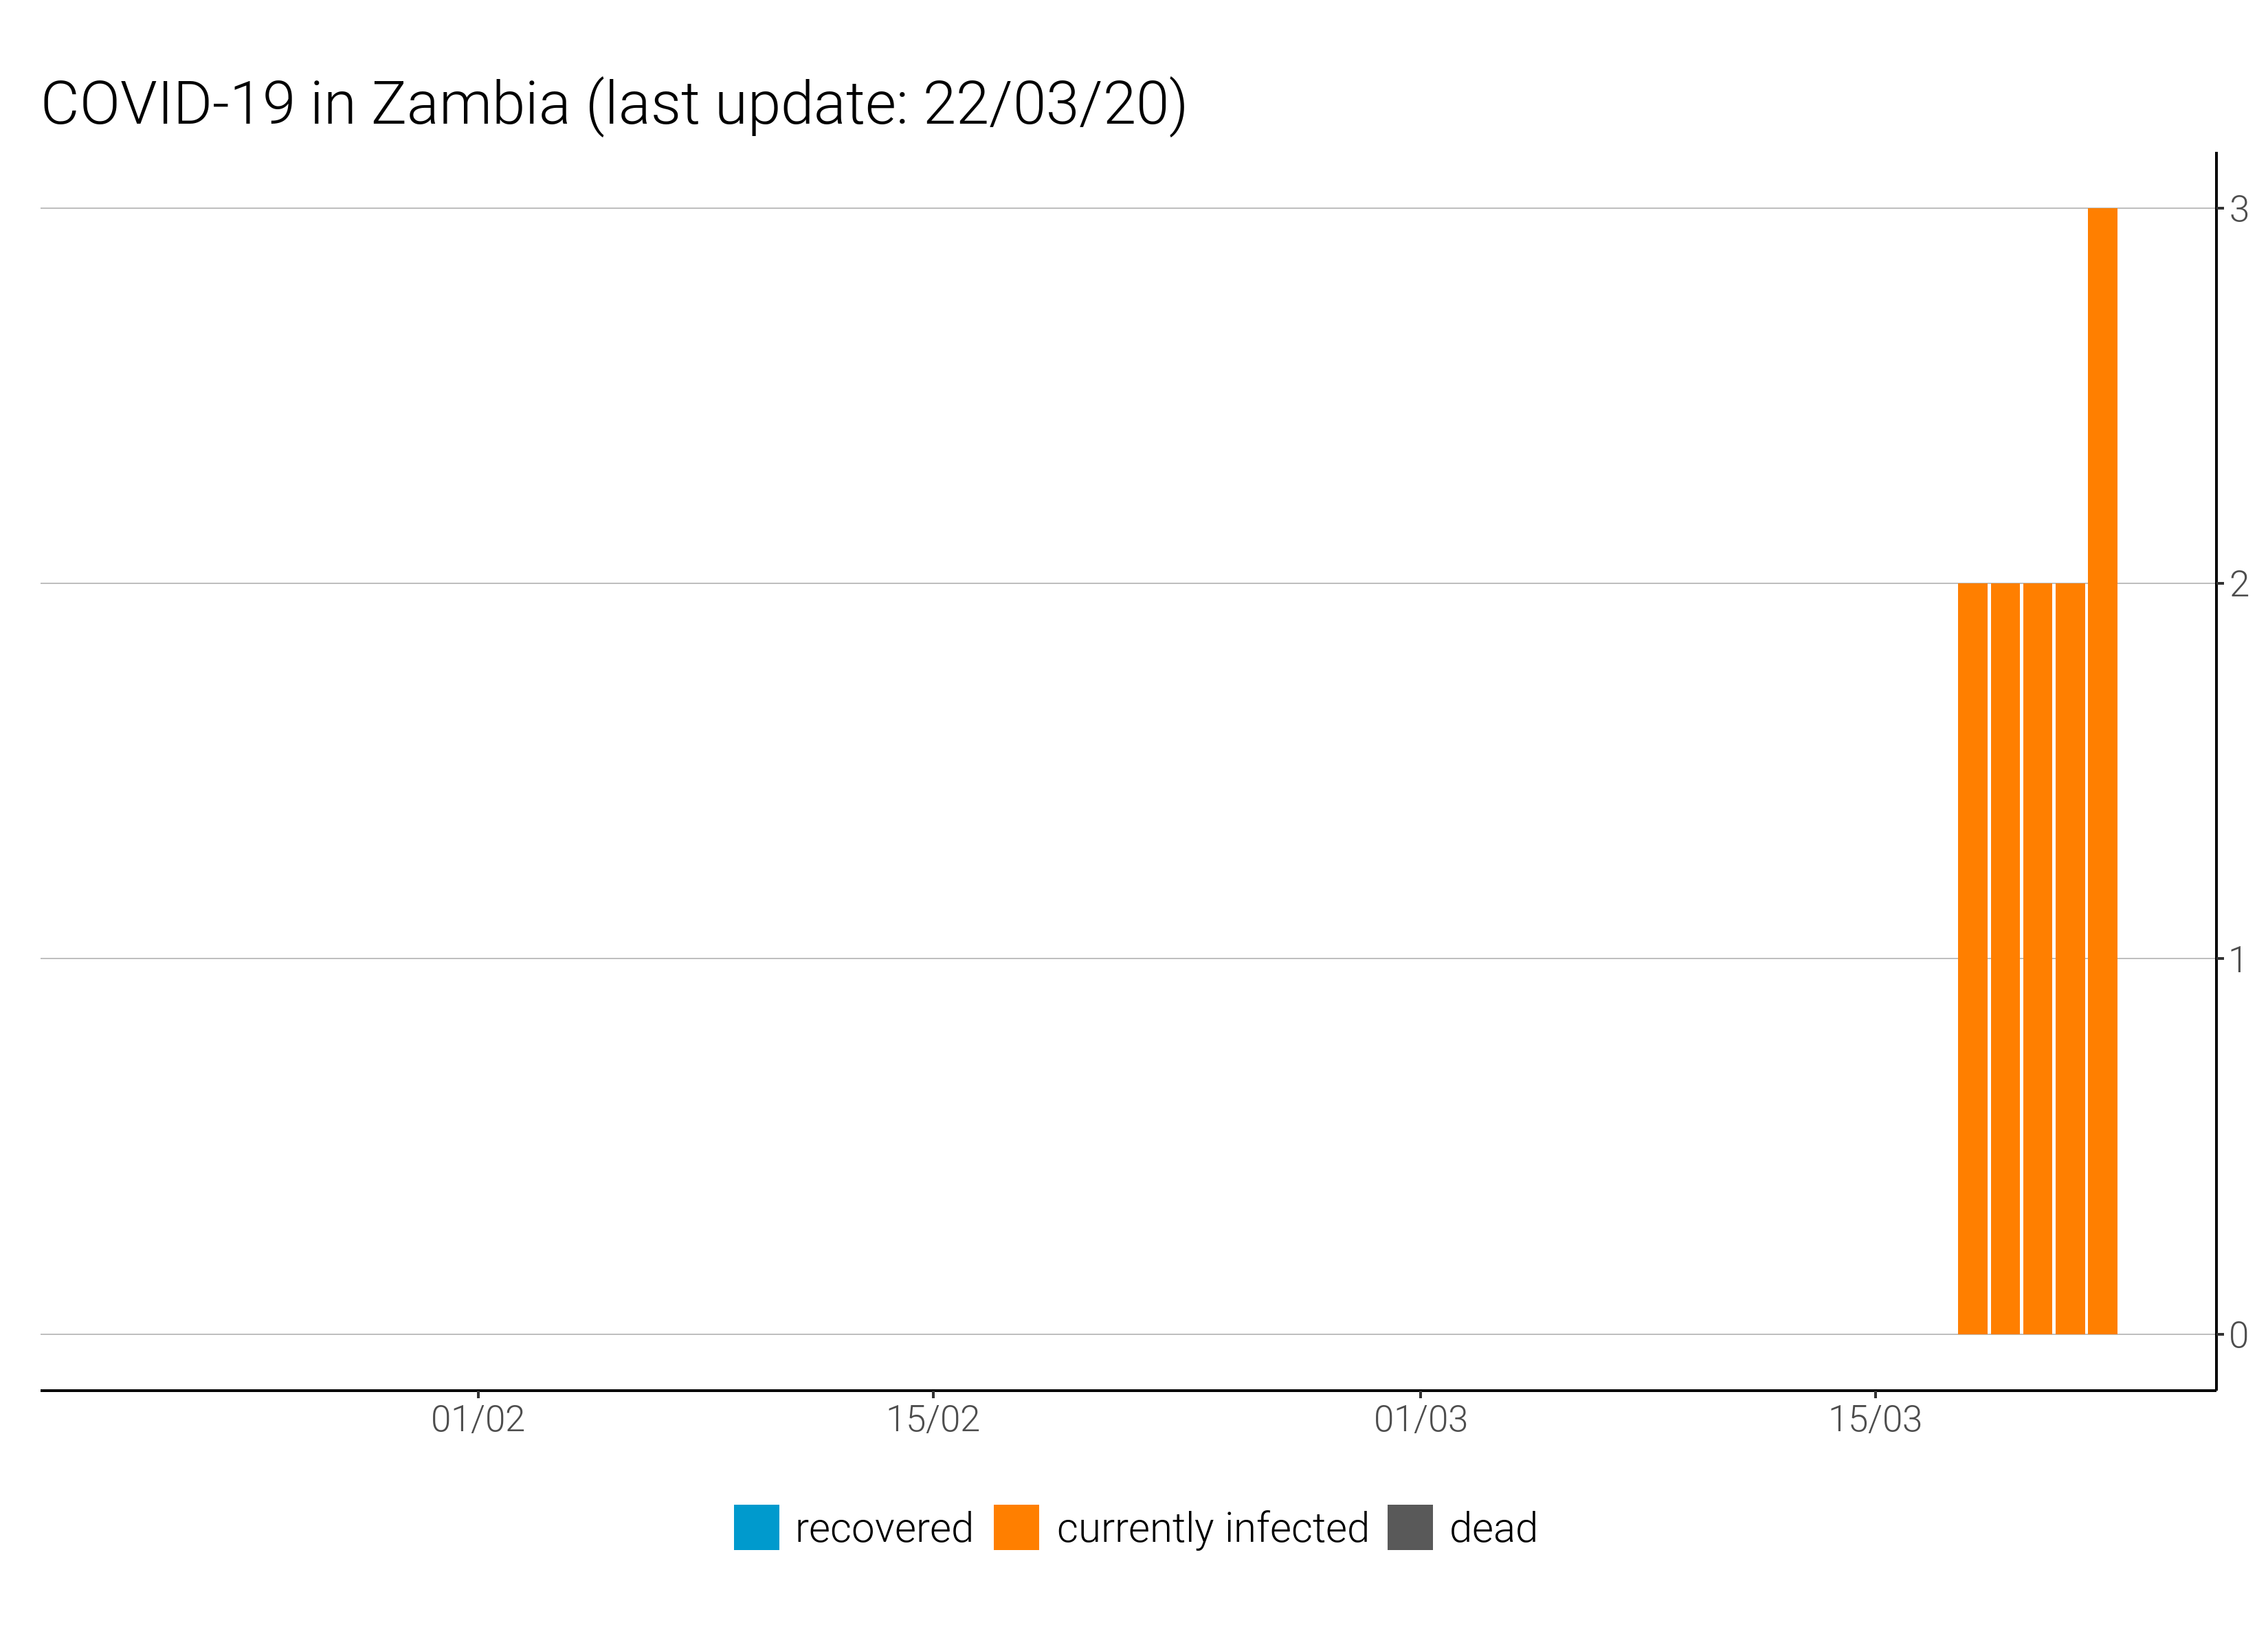 COVID-19 in Zambia (last update: 22/03/20)
3
2
1
0
01/02 15/02 01/03 15/03
recovered currently infected dead